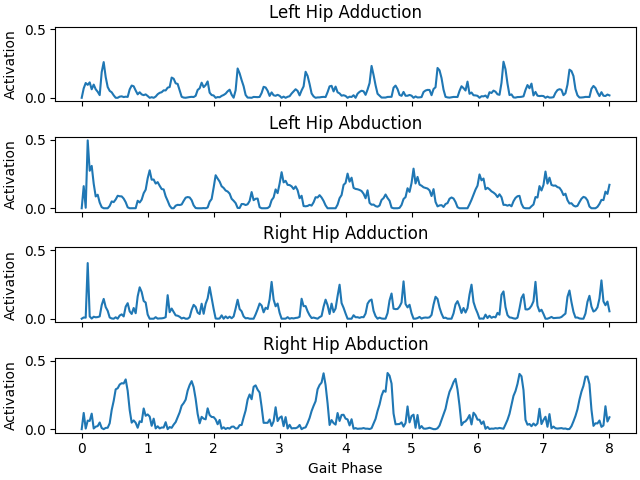 Left Hip Adduction
0.5
Activation
0.0
Left Hip Abduction
0.5
Activation
0.0
Right Hip Adduction
0.5
Activation
0.0
Right Hip Abduction
0.5
Activation
0.0
0 1 2 3 4 5 6 7 8
Gait Phase